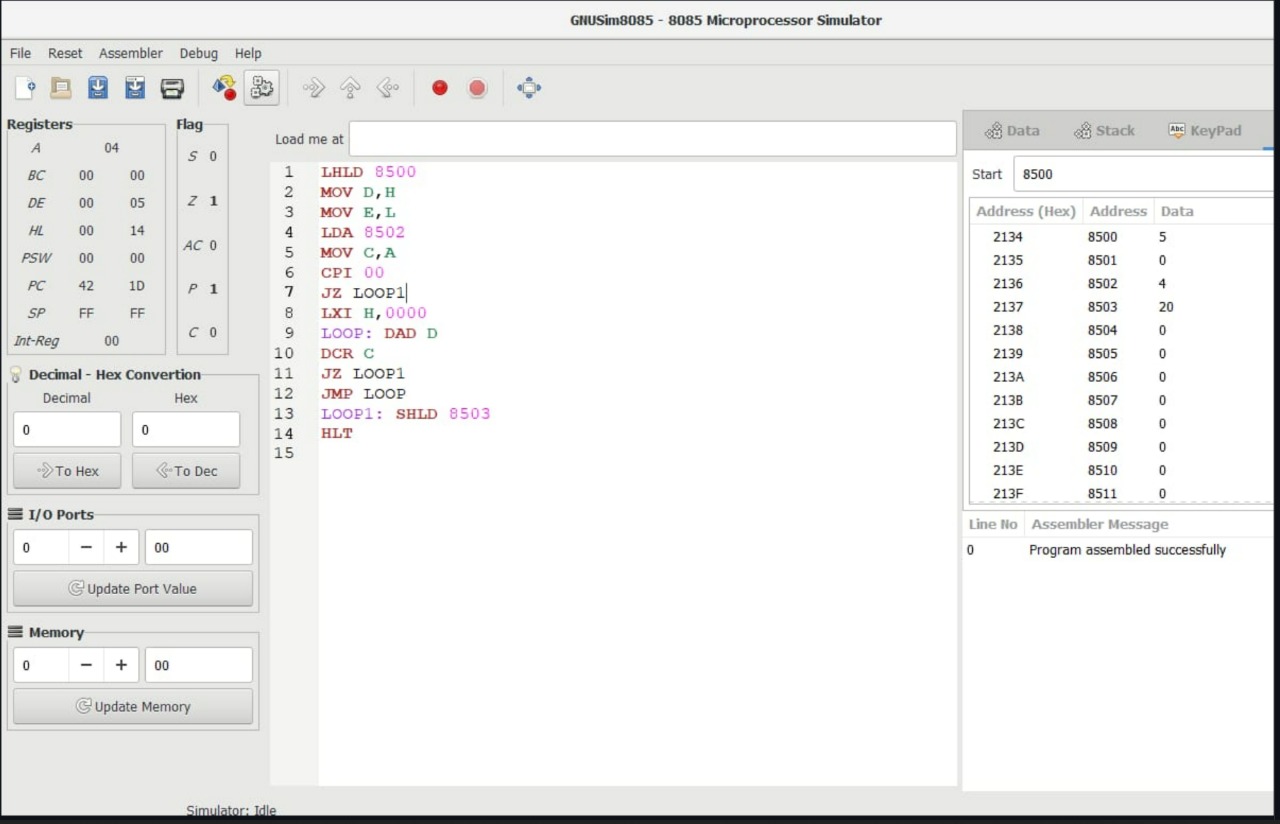 GNUSim8085 - 8085 Microprocessor Simulator
File Reset Assembler Debug Help
Registers
A 04
BC 00 00
DE 00 05
HL 00 14
PSW 00 00
PC 42 1D
SP FF FF
Int-Reg 00
Flag
S 0
Z 1
AC 0
P 1
C 0
Decimal - Hex Convertion
Decimal Hex
0 0
To Hex To Dec
I/O Ports
0 − + 00
Update Port Value
Memory
0 − + 00
Update Memory
Load me at
1 LHLD 8500
2 MOV D,H
3 MOV E,L
4 LDA 8502
5 MOV C,A
6 CPI 00
7 JZ LOOP1
8 LXI H,0000
9 LOOP: DAD D
10 DCR C
11 JZ LOOP1
12 JMP LOOP
13 LOOP1: SHLD 8503
14 HLT
15
Data Stack Abc KeyPad
Start 8500
Address (Hex) Address Data
2134 8500 5
2135 8501 0
2136 8502 4
2137 8503 20
2138 8504 0
2139 8505 0
213A 8506 0
213B 8507 0
213C 8508 0
213D 8509 0
213E 8510 0
213F 8511 0
Line No Assembler Message
0 Program assembled successfully
Simulator: Idle